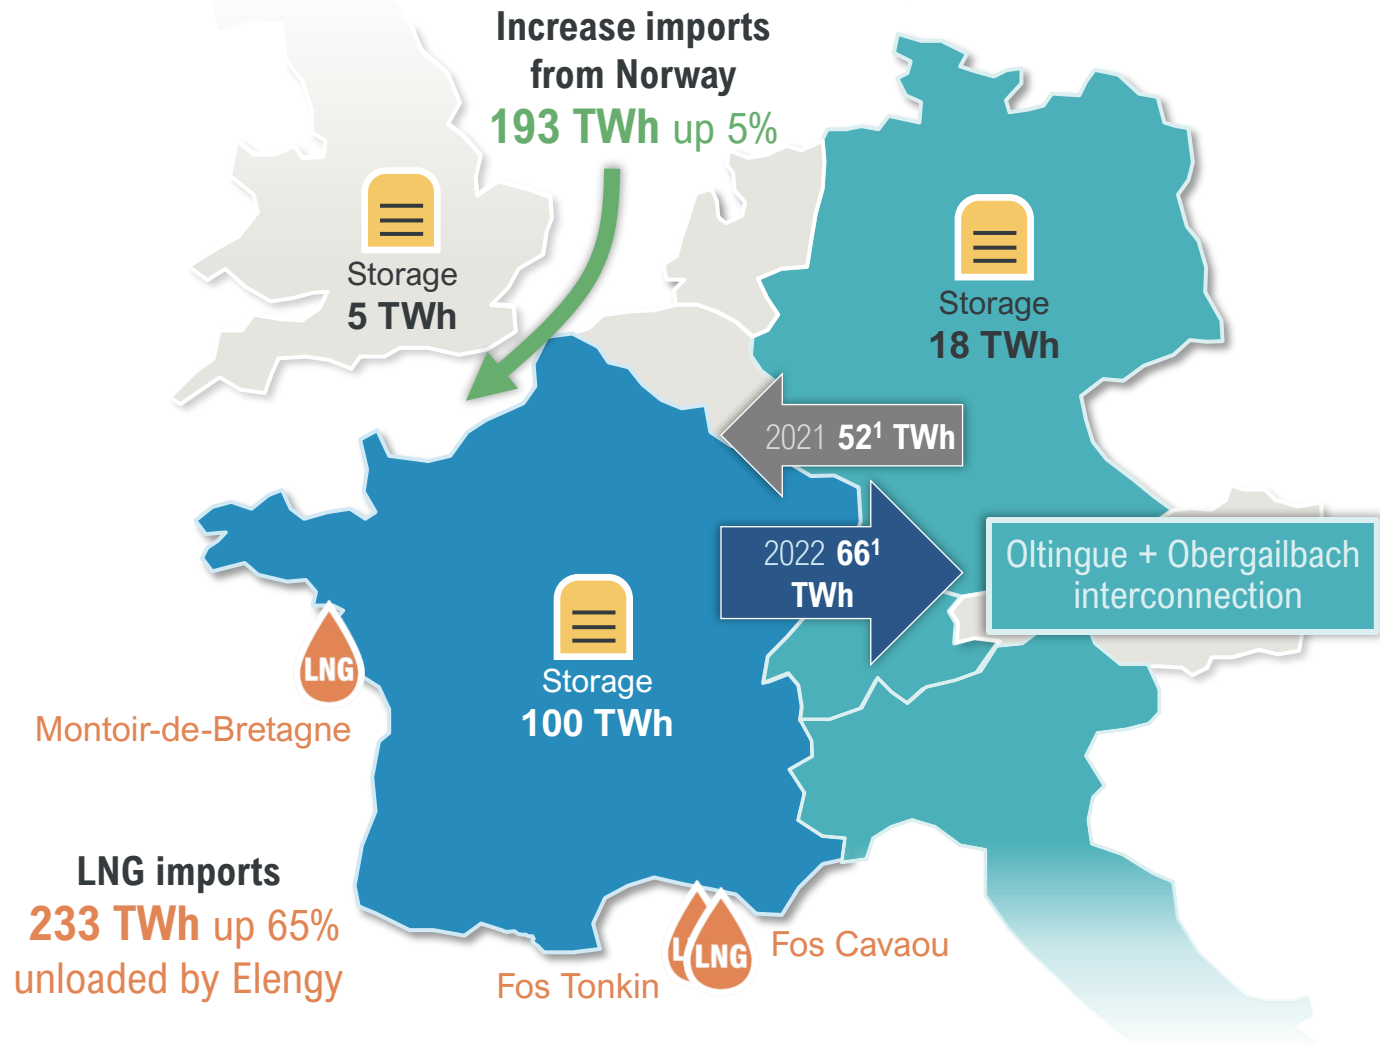 Increase imports
from Norway
193 TWh up 5%
Storage
5 TWh
Storage
18 TWh
2021 52¹ TWh
2022 66¹
TWh
Oltingue + Obergailbach
interconnection
Storage
100 TWh
LNG
Montoir-de-Bretagne
LNG imports
233 TWh up 65%
unloaded by Elengy
LNG
Fos Cavaou
Fos Tonkin